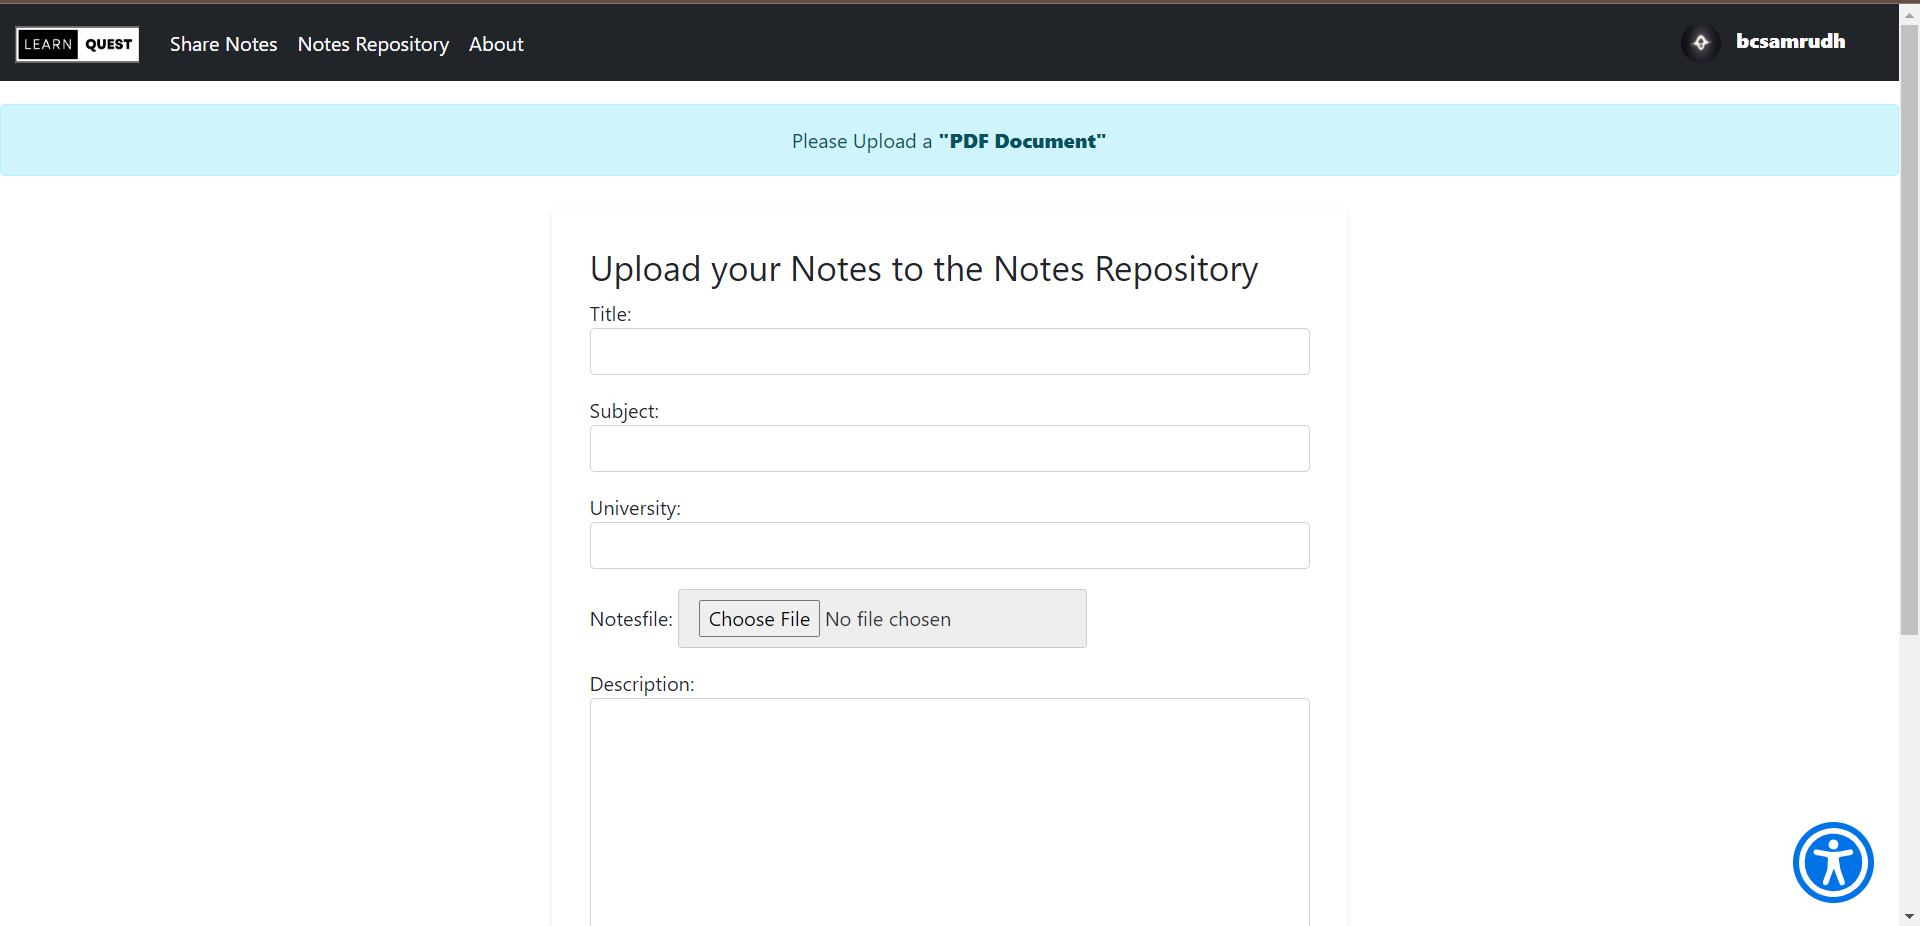 LEARN QUEST
Share Notes
Notes Repository
About
bcsamrudh
Please Upload a "PDF Document"
Upload your Notes to the Notes Repository
Title:
Subject:
University:
Notesfile: Choose File No file chosen
Description: